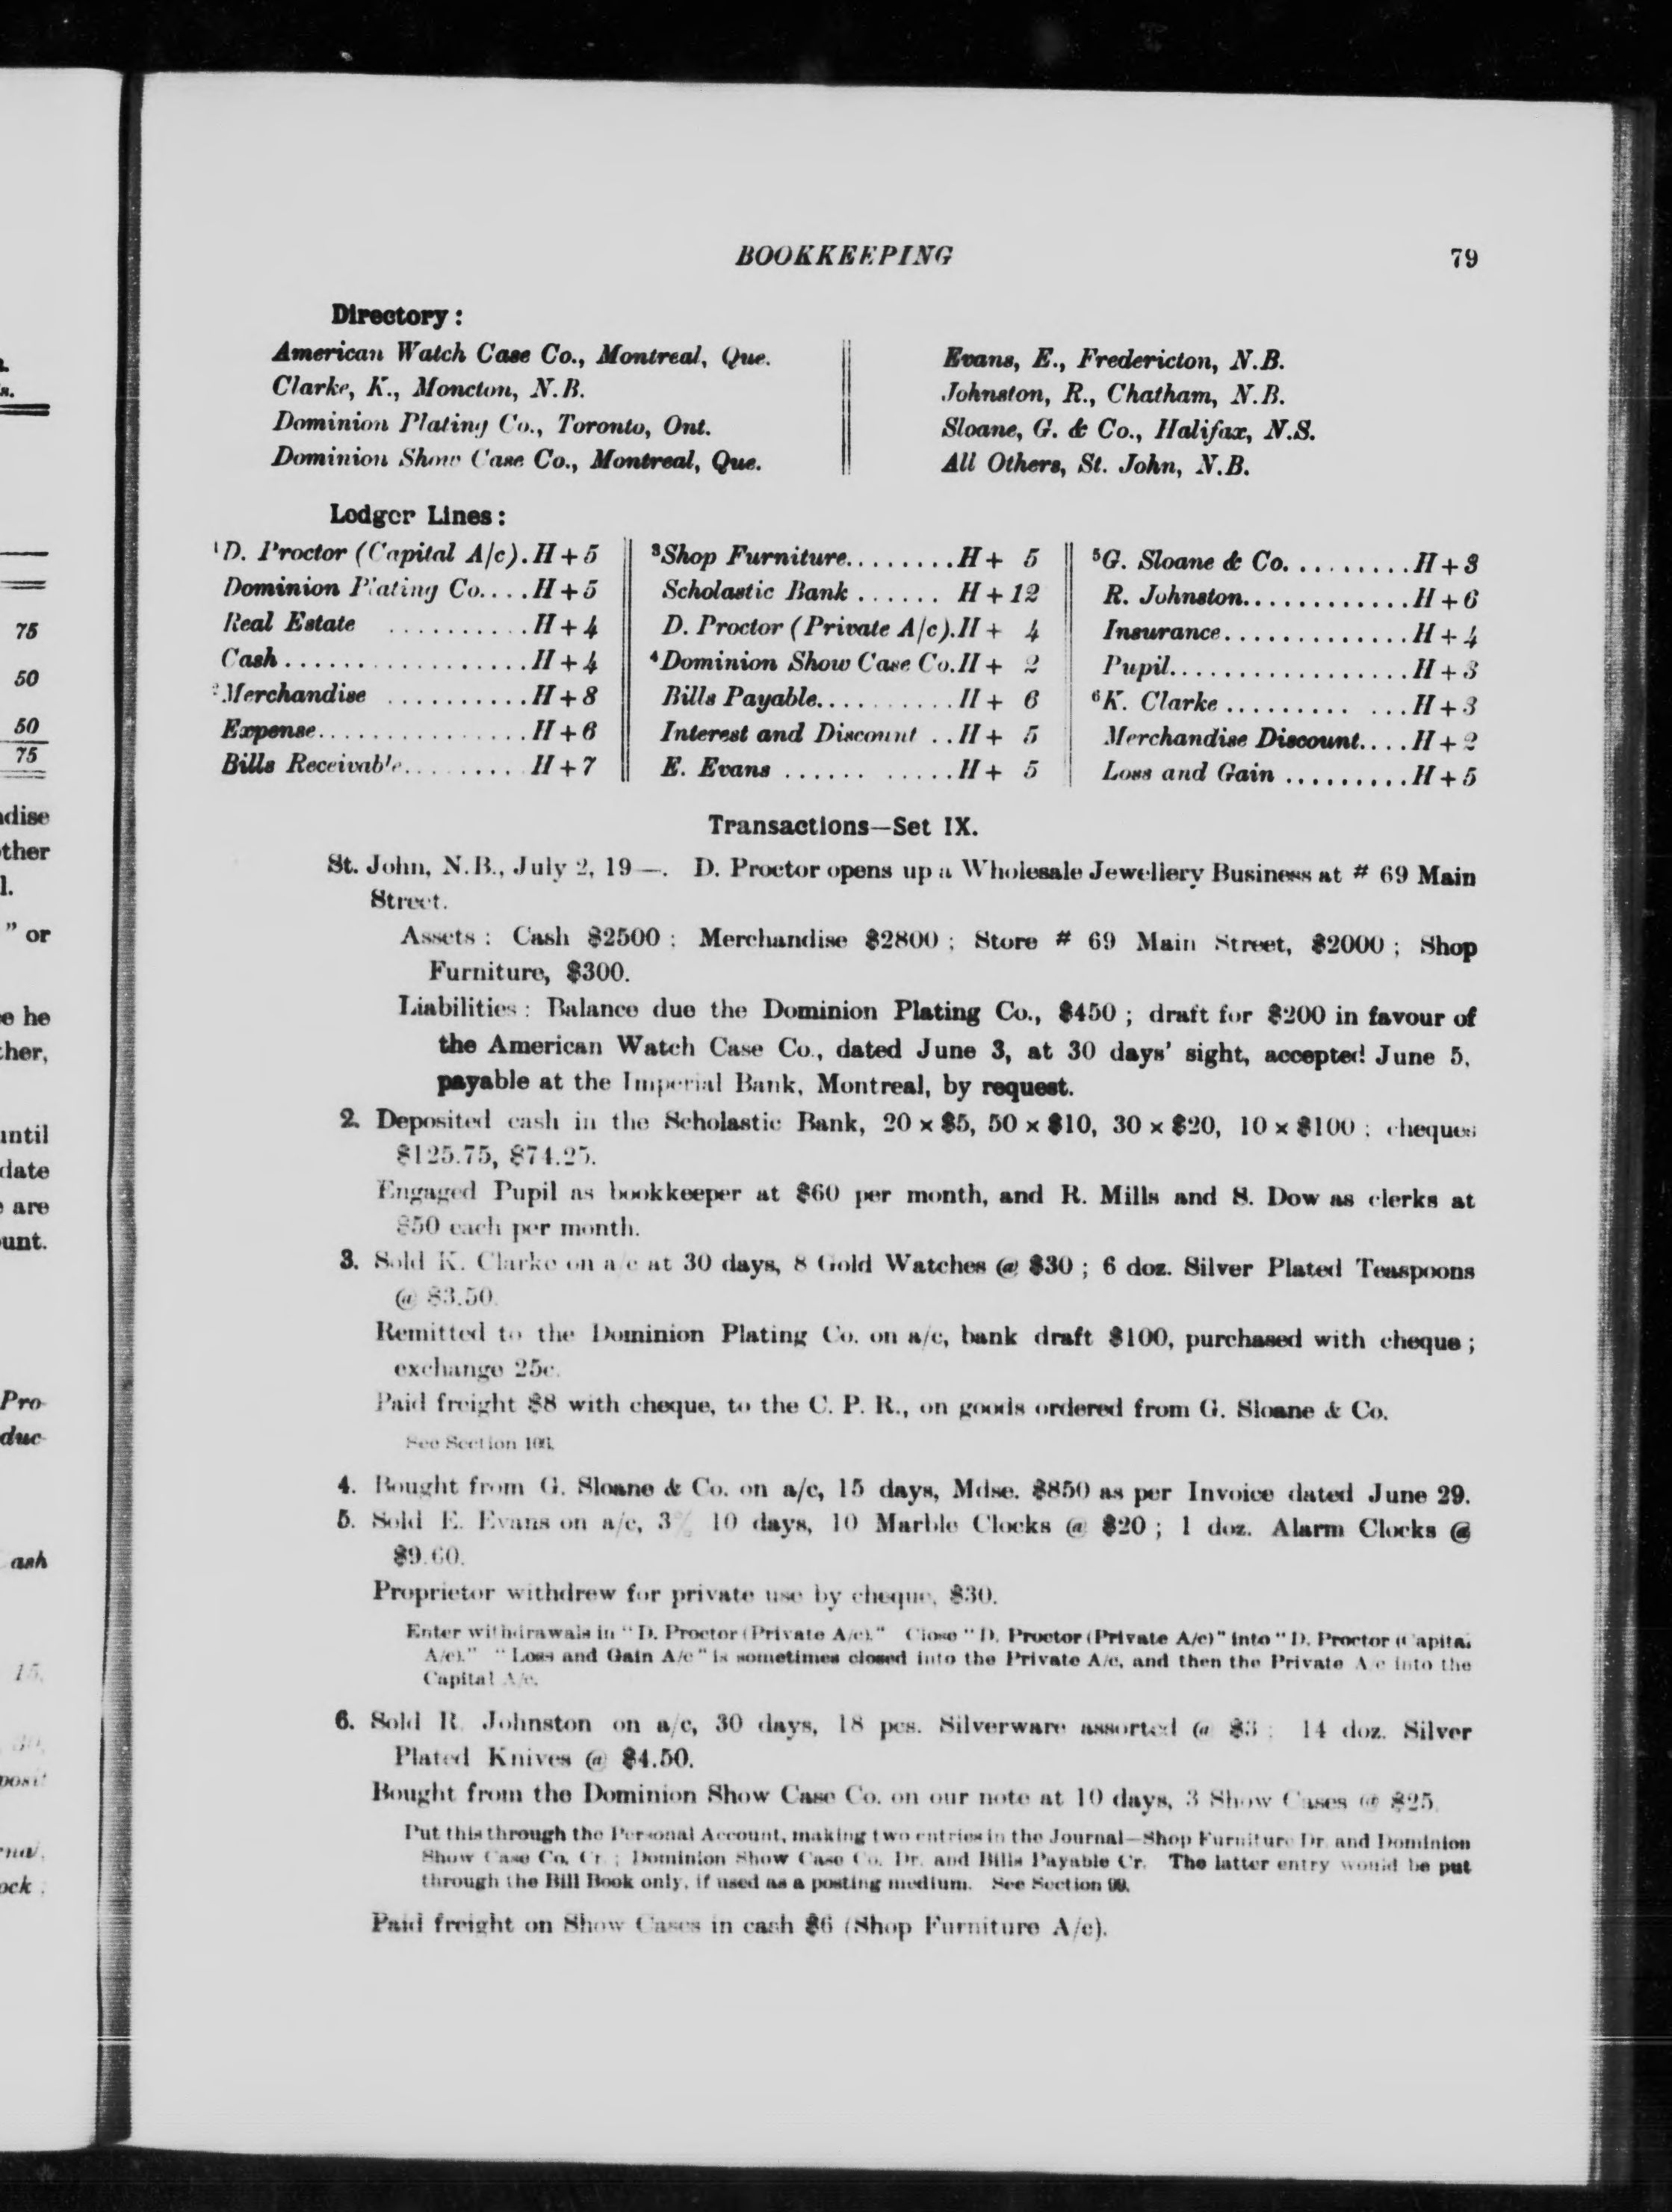 BOOKKEEPING 79
Directory:
American Watch Case Co., Montreal, Que.
Clarke, K., Moncton, N.B.
Dominion Plating Co., Toronto, Ont.
Dominion Show Case Co., Montreal, Que.
Evans, E., Fredericton, N.B.
Johnston, R., Chatham, N.B.
Sloane, G. & Co., Halifax, N.S.
All Others, St. John, N.B.
Ledger Lines:
¹D. Proctor (Capital A/c).H+5
Dominion Plating Co....H+5
Real Estate ..........H+4
Cash.................H+4
²Merchandise ..........H+8
Expense...............H+6
Bills Receivable.........H+7
³Shop Furniture........H+ 5
Scholastic Bank ...... H+12
D. Proctor (Private A/c).H+ 4
⁴Dominion Show Case Co.H+ 2
Bills Payable..........H+ 6
Interest and Discount ..H+ 5
E. Evans ............H+ 5
⁵G. Sloane & Co.........H+3
R. Johnston............H+6
Insurance.............H+4
Pupil.................H+3
⁶K. Clarke ............H+3
Merchandise Discount....H+2
Loss and Gain .........H+5
Transactions—Set IX.
St. John, N.B., July 2, 19—. D. Proctor opens up a Wholesale Jewellery Business at # 69 Main
Street.
Assets: Cash $2500; Merchandise $2800; Store # 69 Main Street, $2000; Shop
Furniture, $300.
Liabilities: Balance due the Dominion Plating Co., $450; draft for $200 in favour of
the American Watch Case Co., dated June 3, at 30 days' sight, accepted June 5,
payable at the Imperial Bank, Montreal, by request.
2. Deposited cash in the Scholastic Bank, 20 x $5, 50 x $10, 30 x $20, 10 x $100; cheques
$125.75, $74.25.
Engaged Pupil as bookkeeper at $60 per month, and R. Mills and S. Dow as clerks at
$50 each per month.
3. Sold K. Clarke on a/c at 30 days, 8 Gold Watches @ $30; 6 doz. Silver Plated Teaspoons
@ $3.50.
Remitted to the Dominion Plating Co. on a/c, bank draft $100, purchased with cheque;
exchange 25c.
Paid freight $8 with cheque, to the C. P. R., on goods ordered from G. Sloane & Co.
See Section
4. Bought from G. Sloane & Co. on a/c, 15 days, Mdse. $850 as per Invoice dated June 29.
5. Sold E. Evans on a/c, 3% 10 days, 10 Marble Clocks @ $20; 1 doz. Alarm Clocks @
$9.60.
Proprietor withdrew for private use by cheque, $30.
Enter withdrawals in "D. Proctor (Private A/c)." Close "D. Proctor (Private A/c)" into "D. Proctor (Capital
A/c)." "Loss and Gain A/c" is sometimes closed into the Private A/c, and then the Private A/c into the
Capital A/c.
6. Sold R. Johnston on a/c, 30 days, 18 pcs. Silverware assorted @ $3; 14 doz. Silver
Plated Knives @ $4.50.
Bought from the Dominion Show Case Co. on our note at 10 days, 3 Show Cases @ $25.
Put this through the Personal Account, making two entries in the Journal—Shop Furniture Dr. and Dominion
Show Case Co. Cr.; Dominion Show Case Co. Dr. and Bills Payable Cr. The latter entry would be put
through the Bill Book only, if used as a posting medium. See Section 99.
Paid freight on Show Cases in cash $6 (Shop Furniture A/c).